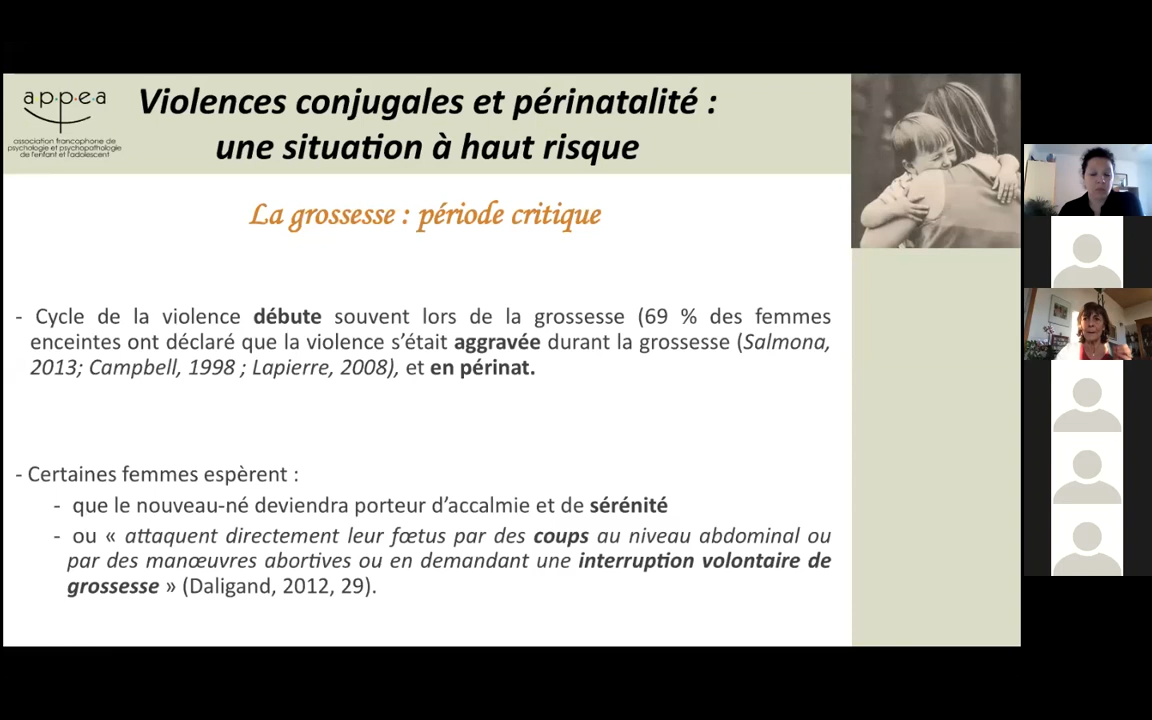 appea
association francophone de
psychologie et psychopathologie
de l'enfant et l'adolescent
Violences conjugales et périnatalité :
une situation à haut risque
La grossesse : période critique
- Cycle de la violence débute souvent lors de la grossesse (69 % des femmes
enceintes ont déclaré que la violence s’était aggravée durant la grossesse (Salmona,
2013; Campbell, 1998 ; Lapierre, 2008), et en périnat.
- Certaines femmes espèrent :
- que le nouveau-né deviendra porteur d’accalmie et de sérénité
- ou « attaquent directement leur fœtus par des coups au niveau abdominal ou
par des manœuvres abortives ou en demandant une interruption volontaire de
grossesse » (Daligand, 2012, 29).